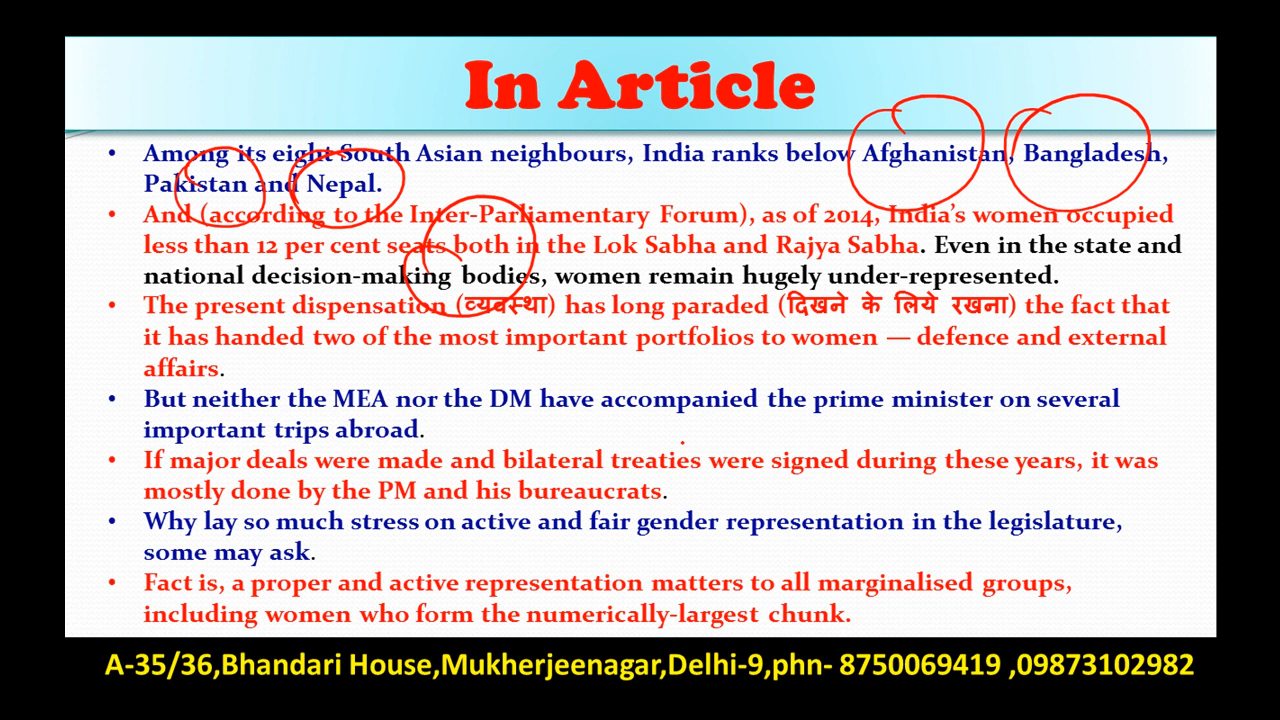 In Article
• Among its eight South Asian neighbours, India ranks below Afghanistan, Bangladesh,
Pakistan and Nepal.
• And (according to the Inter-Parliamentary Forum), as of 2014, India's women occupied
less than 12 per cent seats both in the Lok Sabha and Rajya Sabha. Even in the state and
national decision-making bodies, women remain hugely under-represented.
• The present dispensation (व्यवस्था) has long paraded (दिखने के लिये रखना) the fact that
it has handed two of the most important portfolios to women — defence and external
affairs.
• But neither the MEA nor the DM have accompanied the prime minister on several
important trips abroad.
• If major deals were made and bilateral treaties were signed during these years, it was
mostly done by the PM and his bureaucrats.
• Why lay so much stress on active and fair gender representation in the legislature,
some may ask.
• Fact is, a proper and active representation matters to all marginalised groups,
including women who form the numerically-largest chunk.
A-35/36,Bhandari House,Mukherjeenagar,Delhi-9,phn- 8750069419 ,09873102982